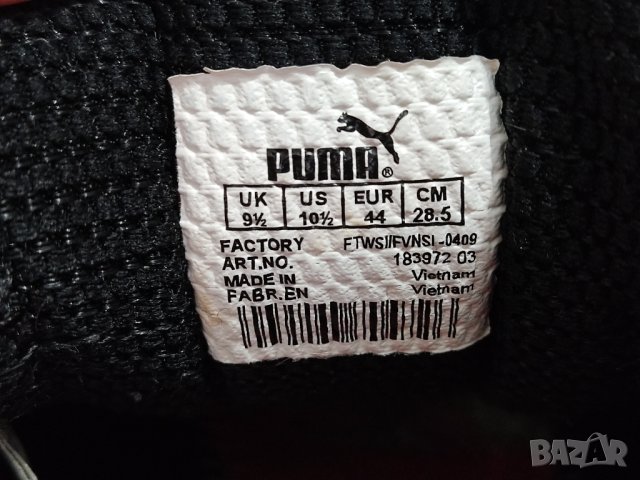 PUMA®
UK US EUR CM
9½ 10½ 44 28.5
FACTORY FTWSI/FVNSI -0409
ART.NO. 183972 03
MADE IN Vietnam
FABR.EN Vietnam
BAZAR